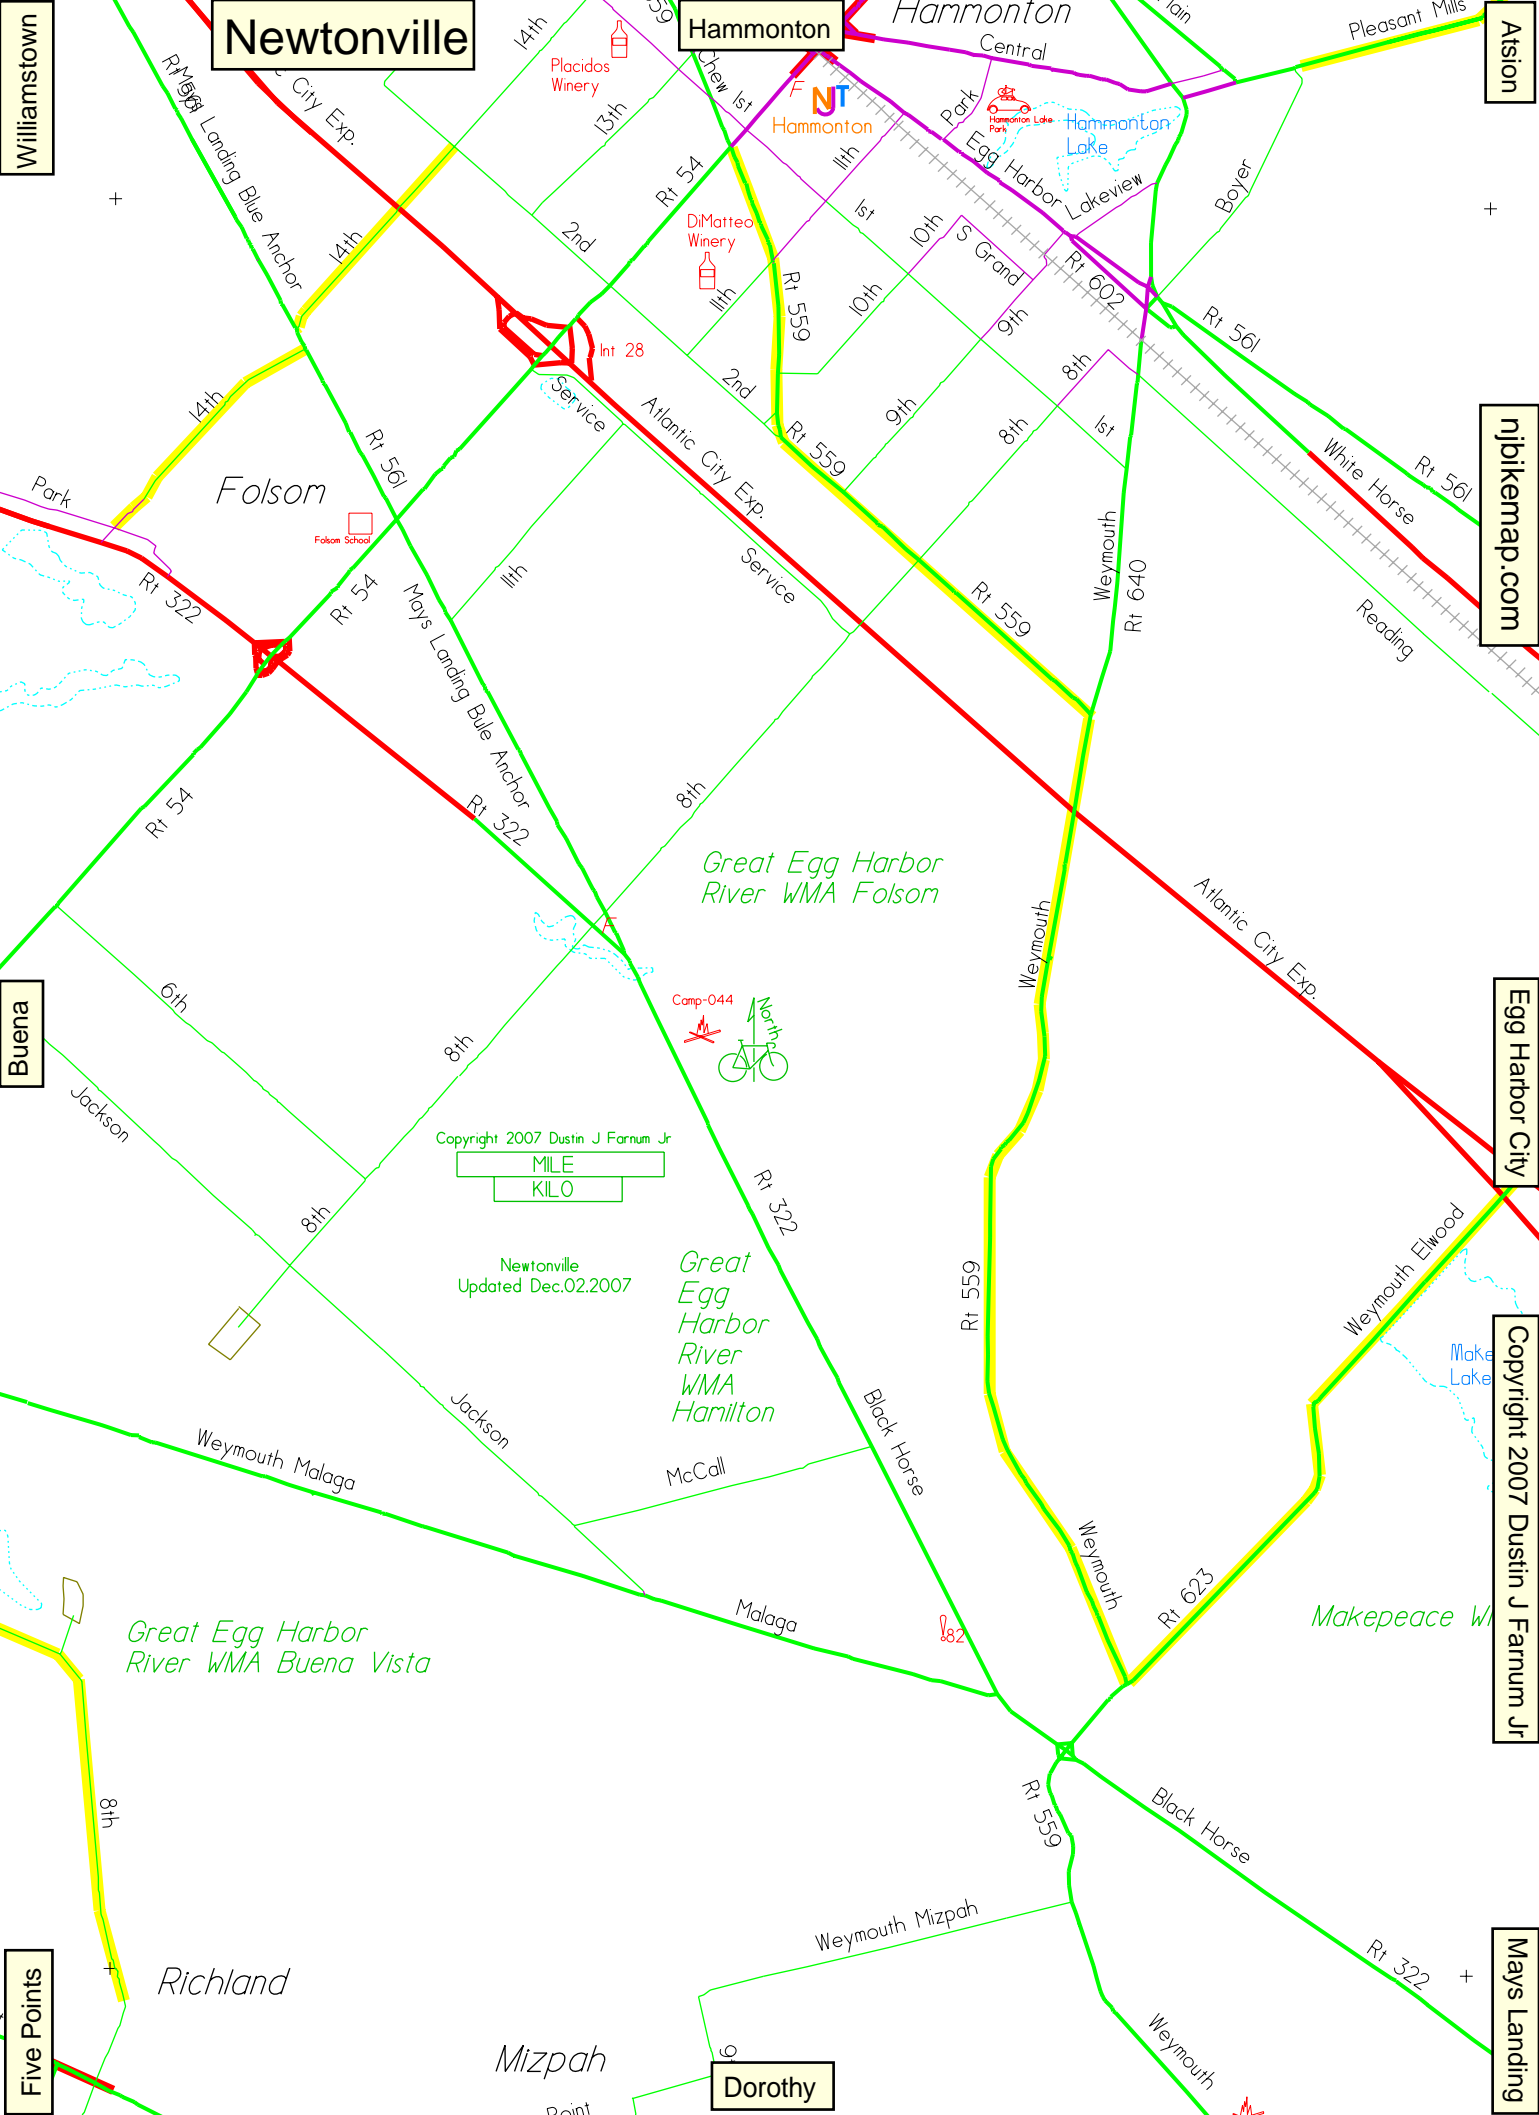 Williamstown
Newtonville
Hammonton
Hammonton
Atsion
Pleasant Mills
Central
14th
Placidos
Winery
Chew
1st
13th
F
NJT
Hammonton
Park
Hammonton Lake
Park
Hammonton
Lake
Rt 561
Mays Landing Blue Anchor
City Exp.
Rt 54
11th
Egg Harbor
Lakeview
Boyer
14th
2nd
DiMatteo
Winery
1st
10th
S Grand
Rt 602
Rt 561
11th
Rt 559
10th
9th
Int 28
Service
2nd
8th
14th
Atlantic City Exp.
9th
8th
1st
Rt 559
White Horse
Rt 561
njbikemap.com
Rt 561
Park
Folsom
Folsom School
Rt 322
Rt 54
11th
Service
Weymouth
Rt 640
Rt 559
Reading
Mays Landing Bule Anchor
Rt 54
Rt 322
8th
Great Egg Harbor
River WMA Folsom
Weymouth
Atlantic City Exp.
F
Buena
6th
8th
Camp-044
North
Egg Harbor City
Jackson
Copyright 2007 Dustin J Farnum Jr
MILE
KILO
Rt 322
8th
Newtonville
Updated Dec.02.2007
Great
Egg
Harbor
River
WMA
Hamilton
Rt 559
Weymouth Elwood
Make
Lake
Copyright 2007 Dustin J Farnum Jr
Jackson
Black Horse
Weymouth Malaga
McCall
Weymouth
Rt 623
Malaga
82
Makepeace
Great Egg Harbor
River WMA Buena Vista
8th
Rt 559
Black Horse
Weymouth Mizpah
Rt 322
Richland
Five Points
Mizpah
Dorothy
Weymouth
Mays Landing
Point